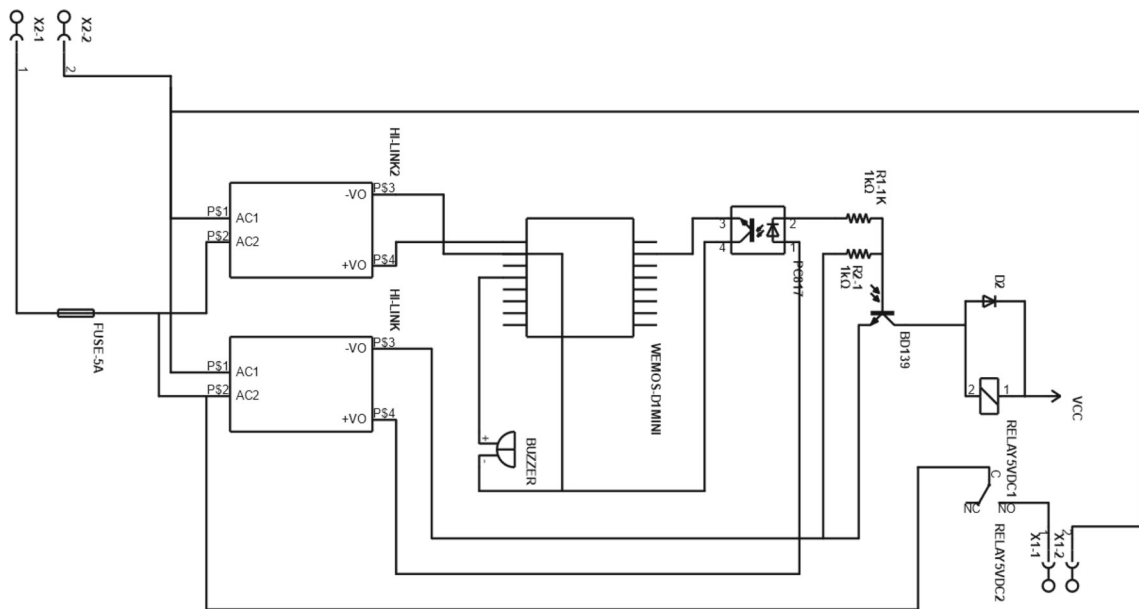 X2-1
X2-2
1
2
HI-LINK2
P$3
-VO
P$1
AC1
P$2
AC2
P$4
+VO
FUSE-5A
HI-LINK
P$3
-VO
P$1
AC1
P$2
AC2
P$4
+VO
WEMOS-D1MINI
BUZZER
+
-
3
4
2
1
PC817
R1-1K
1kΩ
R2-1
1kΩ
BD139
D2
2
1
VCC
RELAY5VDC1
C
NC
NO
RELAY5VDC2
1
2
X1-1
X1-2